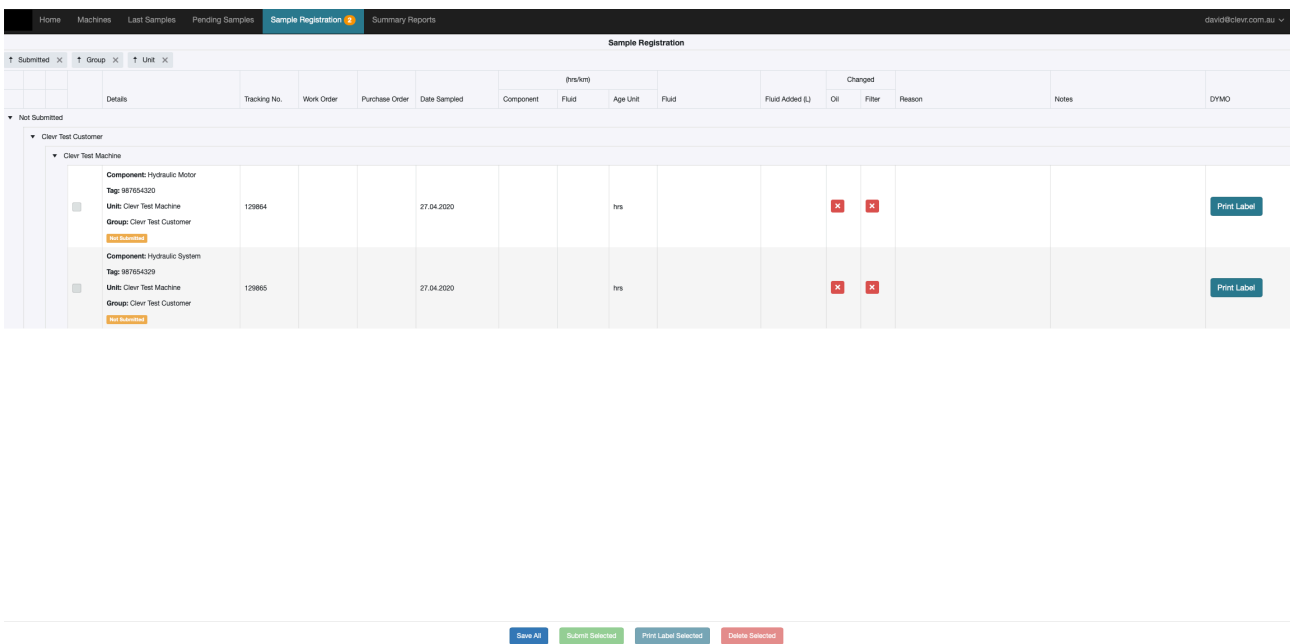 Home Machines Last Samples Pending Samples Sample Registration 2 Summary Reports david@clevr.com.au
Sample Registration
↑ Submitted × ↑ Group × ↑ Unit ×
(hrs/km) Changed
Details Tracking No. Work Order Purchase Order Date Sampled Component Fluid Age Unit Fluid Fluid Added (L) Oil Filter Reason Notes DYMO
Not Submitted
Clevr Test Customer
Clevr Test Machine
Component: Hydraulic Motor
Tag: 987654320
Unit: Clevr Test Machine 129864 27.04.2020 hrs Print Label
Group: Clevr Test Customer
Not Submitted
Component: Hydraulic System
Tag: 987654329
Unit: Clevr Test Machine 129865 27.04.2020 hrs Print Label
Group: Clevr Test Customer
Not Submitted
Save All Submit Selected Print Label Selected Delete Selected